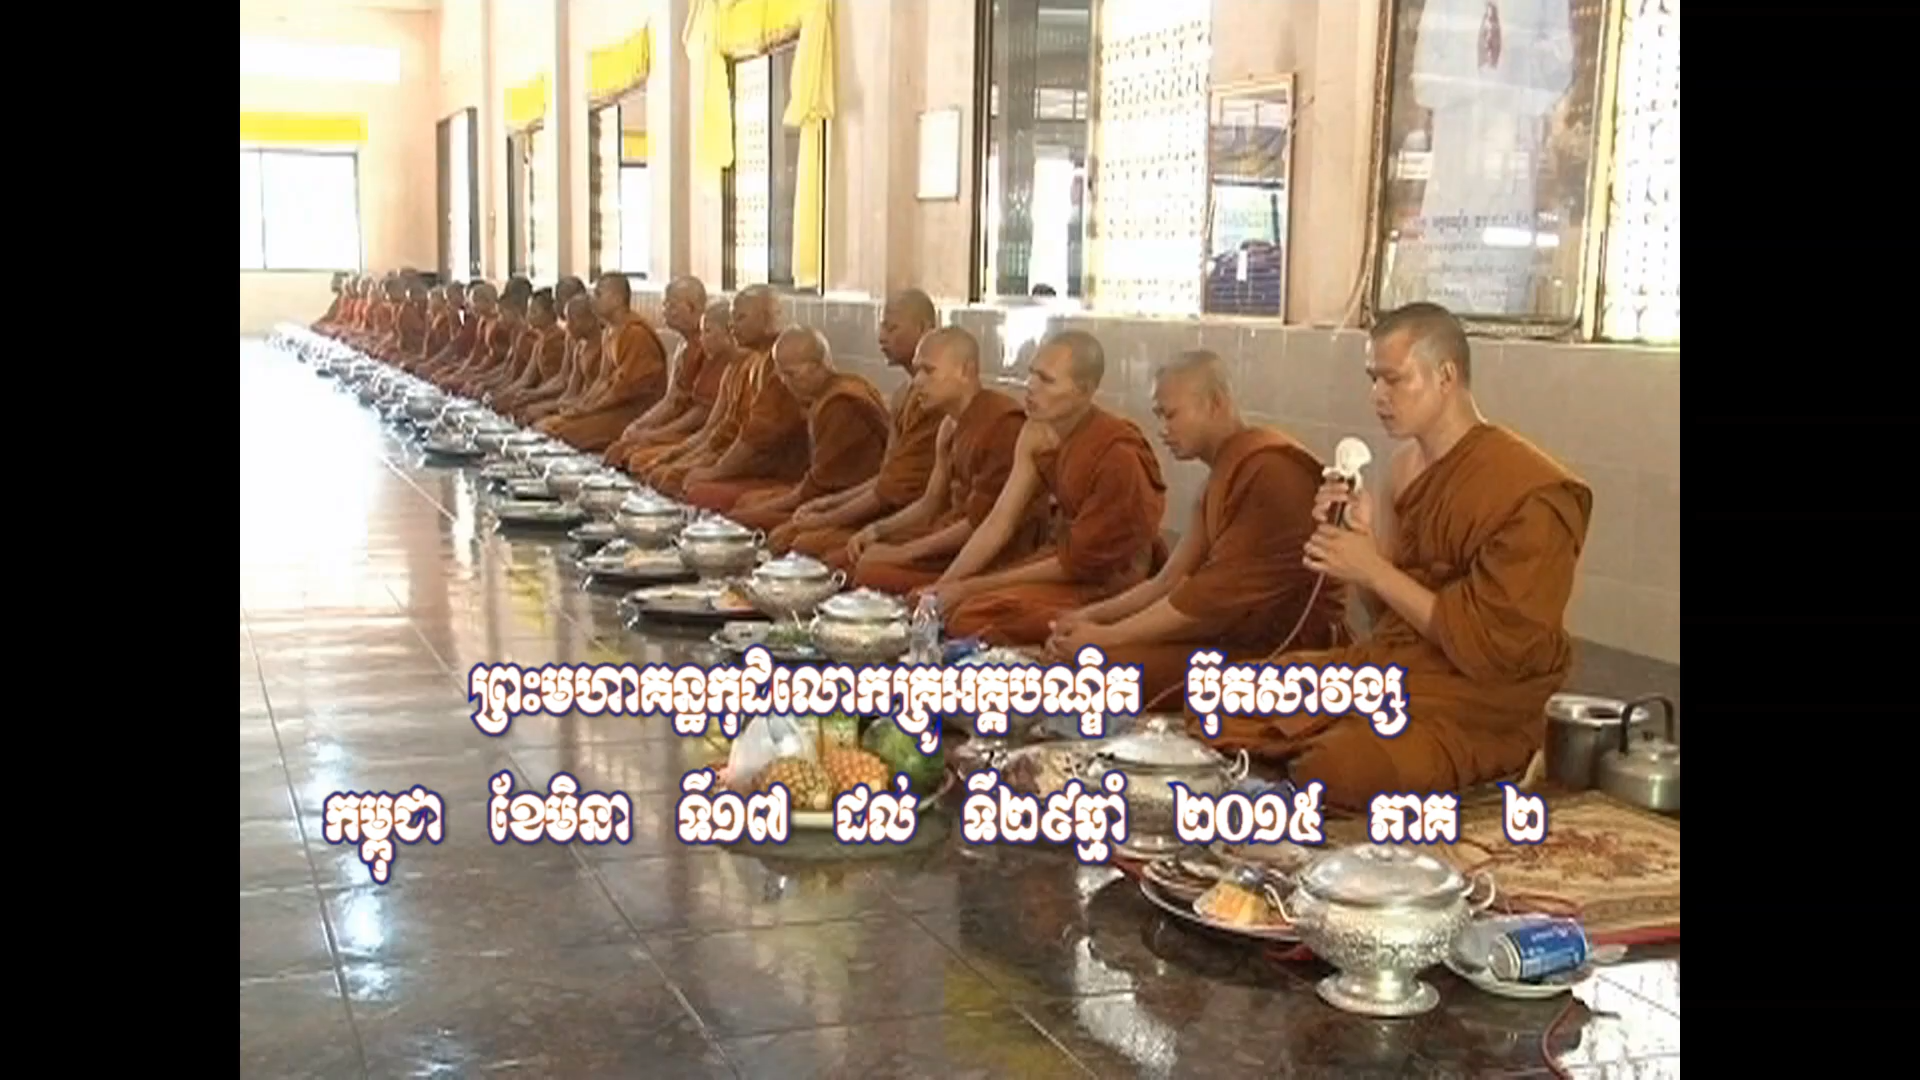 ព្រះមហាគន្ធកុដិលោកគ្រូអគ្គបណ្ឌិត ប៊ុតសាវង្ស
កម្ពុជា ខែមិនា ទី១៧ ដល់ ទី២៩ឆ្នាំ ២០១៥ ភាគ ២